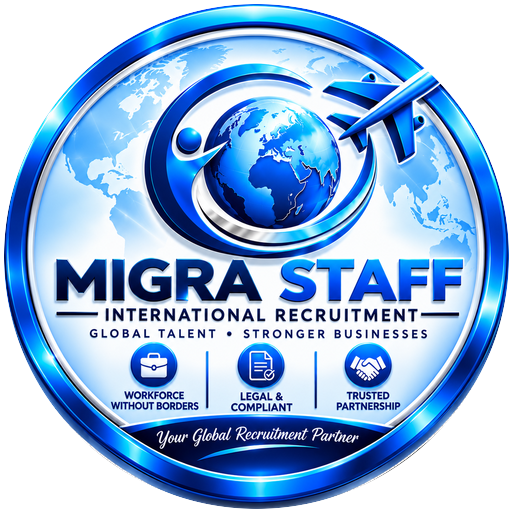 MIGRA STAFF
INTERNATIONAL RECRUITMENT
GLOBAL TALENT • STRONGER BUSINESSES
WORKFORCE
WITHOUT BORDERS
LEGAL &
COMPLIANT
TRUSTED
PARTNERSHIP
Your Global Recruitment Partner